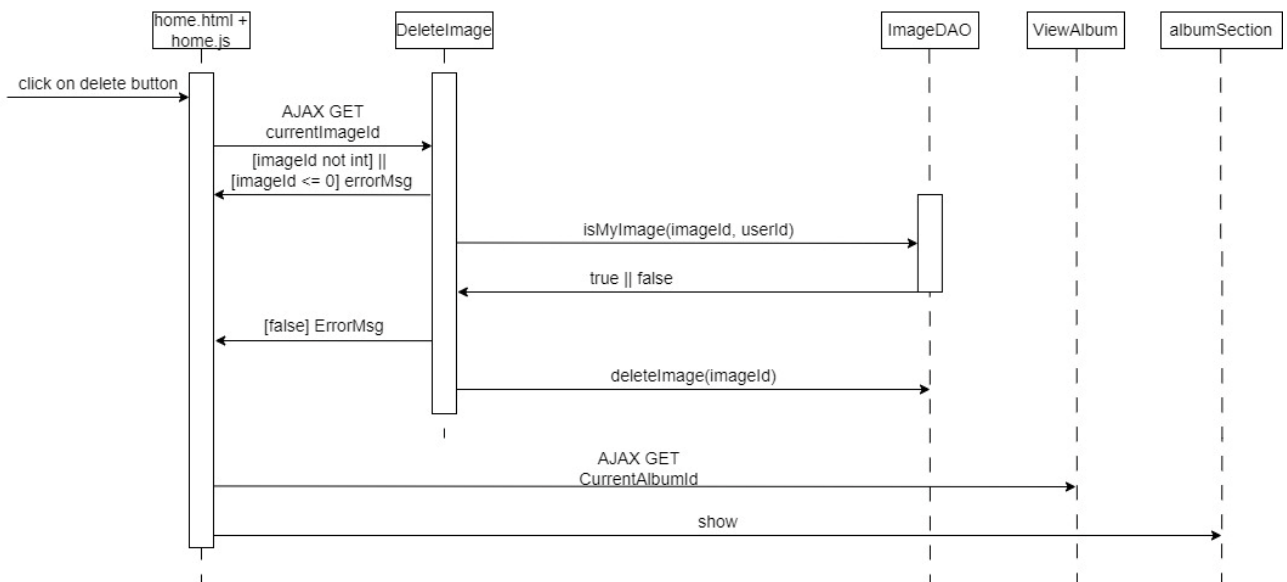 home.html +
home.js
DeleteImage
ImageDAO
ViewAlbum
albumSection
click on delete button
AJAX GET
currentImageId
[imageId not int] ||
[imageId <= 0] errorMsg
isMyImage(imageId, userId)
true || false
[false] ErrorMsg
deleteImage(imageId)
AJAX GET
CurrentAlbumId
show